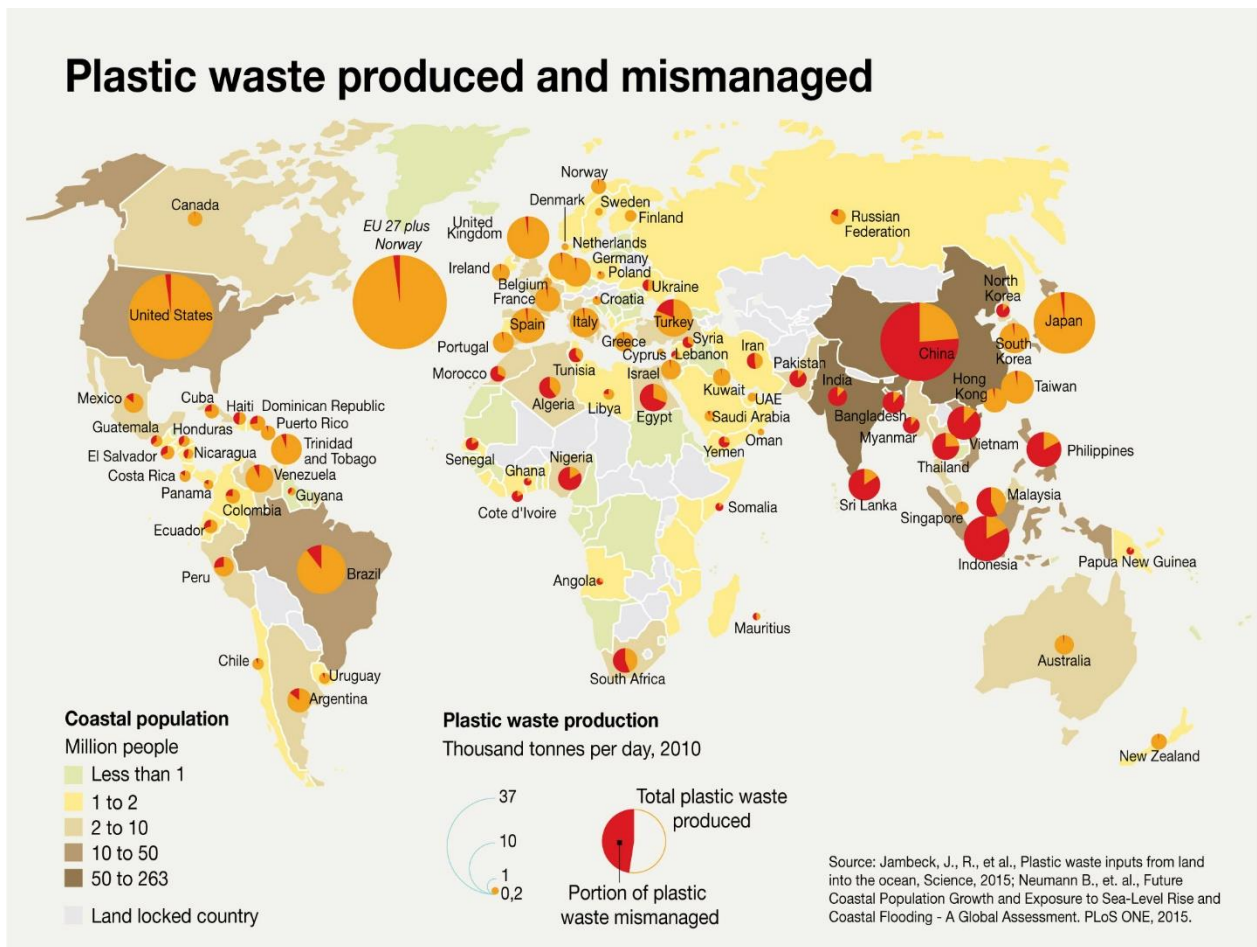 Plastic waste produced and mismanaged
Canada
EU 27 plus
Norway
United States
Norway
Denmark
Sweden
Finland
United
Kingdom
Netherlands
Germany
Poland
Ireland
Belgium
France
Ukraine
Croatia
Spain
Italy
Turkey
Portugal
Greece
Syria
Cyprus
Lebanon
Morocco
Tunisia
Israel
Iran
Algeria
Libya
Egypt
Kuwait
UAE
Saudi Arabia
Oman
Yemen
Russian
Federation
North
Korea
China
Japan
South
Korea
Pakistan
India
Hong
Kong
Taiwan
Bangladesh
Myanmar
Vietnam
Thailand
Philippines
Sri Lanka
Malaysia
Singapore
Indonesia
Papua New Guinea
Mexico
Cuba
Haiti
Dominican Republic
Puerto Rico
Guatemala
Honduras
Trinidad
and Tobago
El Salvador
Nicaragua
Costa Rica
Venezuela
Panama
Guyana
Colombia
Ecuador
Peru
Brazil
Chile
Uruguay
Argentina
Senegal
Ghana
Nigeria
Cote d'Ivoire
Somalia
Angola
Mauritius
South Africa
Australia
New Zealand
Coastal population
Million people
Less than 1
1 to 2
2 to 10
10 to 50
50 to 263
Land locked country
Plastic waste production
Thousand tonnes per day, 2010
37
10
1
0,2
Total plastic waste
produced
Portion of plastic
waste mismanaged
Source: Jambeck, J., R., et al., Plastic waste inputs from land
into the ocean, Science, 2015; Neumann B., et. al., Future
Coastal Population Growth and Exposure to Sea-Level Rise and
Coastal Flooding - A Global Assessment. PLoS ONE, 2015.